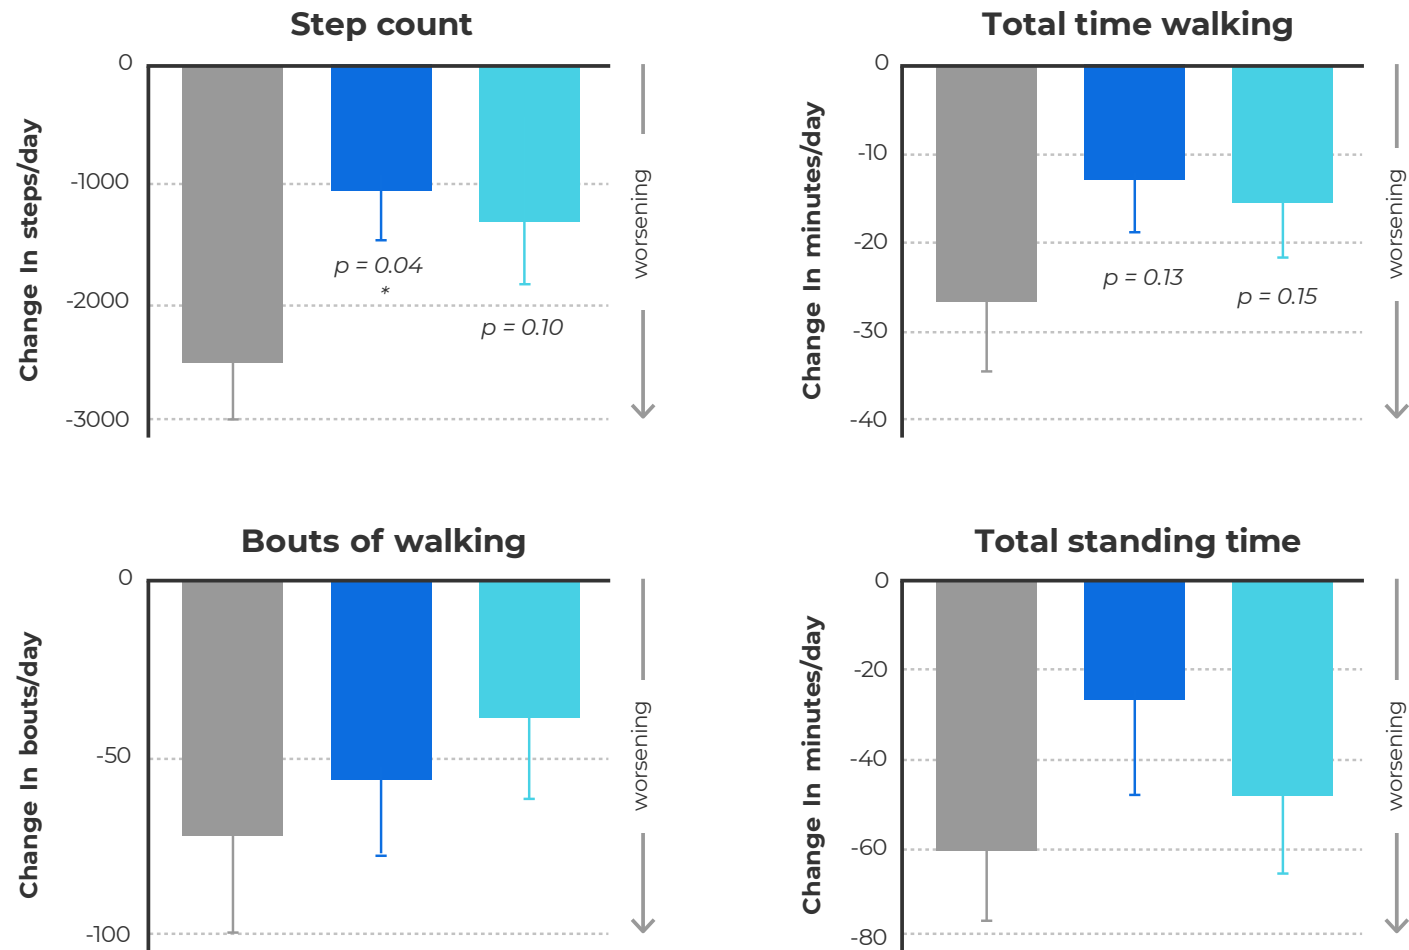 Step count
0
-1000
-2000
-3000
Change In steps/day
p = 0.04
*
p = 0.10
worsening
Total time walking
0
-10
-20
-30
-40
Change In minutes/day
p = 0.13
p = 0.15
worsening
Bouts of walking
0
-50
-100
Change In bouts/day
worsening
Total standing time
0
-20
-40
-60
-80
Change In minutes/day
worsening